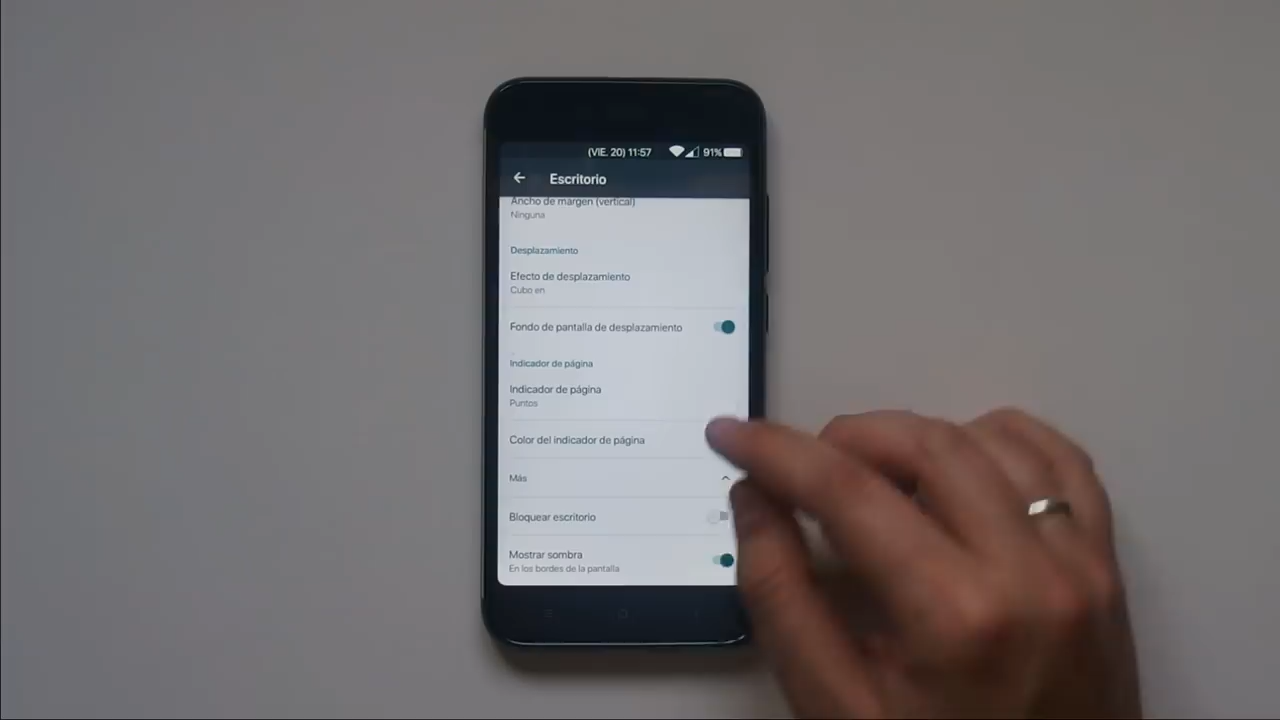 (VIE. 20) 11:57 91%
Escritorio
Ancho de margen (vertical)
Ninguna
Desplazamiento
Efecto de desplazamiento
Cubo en
Fondo de pantalla de desplazamiento
Indicador de página
Indicador de página
Puntos
Color del indicador de página
Más
Bloquear escritorio
Mostrar sombra
En los bordes de la pantalla